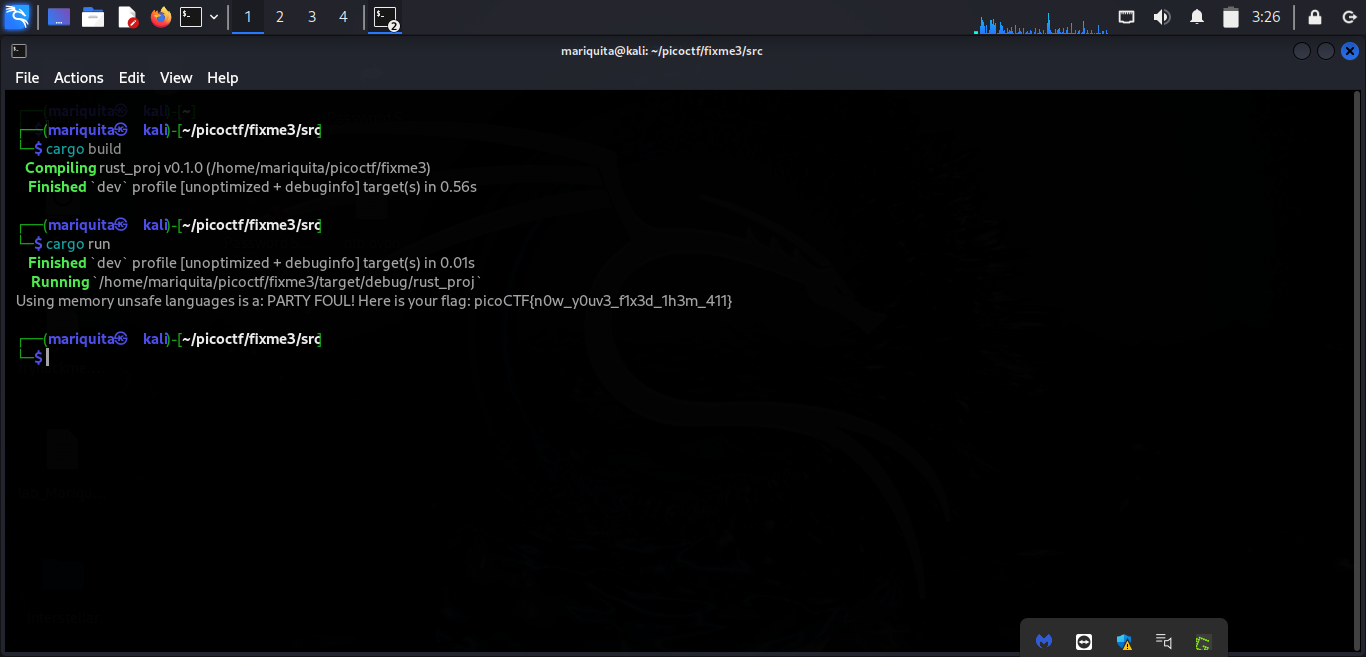 1 2 3 4 2 3:26
mariquita@kali: ~/picoctf/fixme3/src
File Actions Edit View Help
(mariquita㉿ kali)-[~]
┌──(mariquita㉿ kali)-[~/picoctf/fixme3/src]
└─$ cargo build
Compiling rust_proj v0.1.0 (/home/mariquita/picoctf/fixme3)
Finished `dev` profile [unoptimized + debuginfo] target(s) in 0.56s
┌──(mariquita㉿ kali)-[~/picoctf/fixme3/src]
└─$ cargo run
Finished `dev` profile [unoptimized + debuginfo] target(s) in 0.01s
Running `/home/mariquita/picoctf/fixme3/target/debug/rust_proj`
Using memory unsafe languages is a: PARTY FOUL! Here is your flag: picoCTF{n0w_y0uv3_f1x3d_1h3m_411}
┌──(mariquita㉿ kali)-[~/picoctf/fixme3/src]
└─$